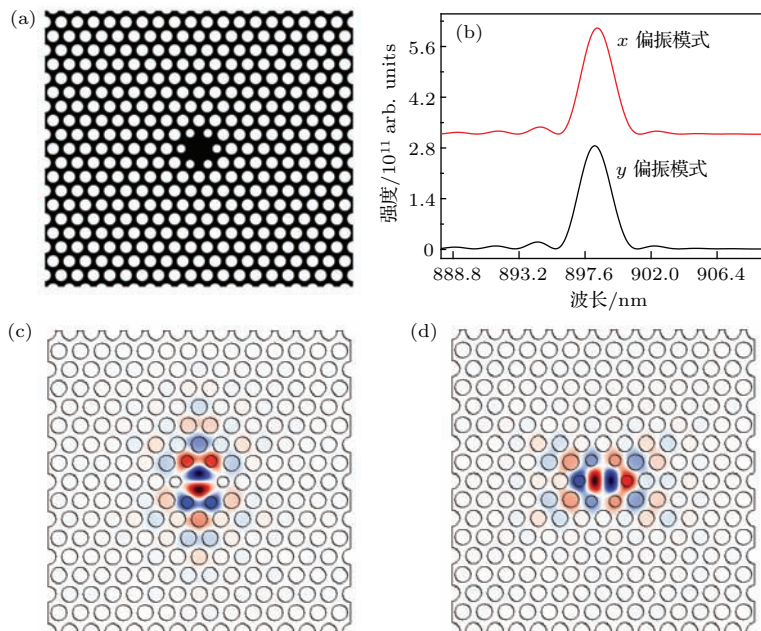 (a)
(b)
x 偏振模式
y 偏振模式
强度/10¹¹ arb. units
5.6
4.2
2.8
1.4
0
888.8 893.2 897.6 902.0 906.4
波长/nm
(c)
(d)